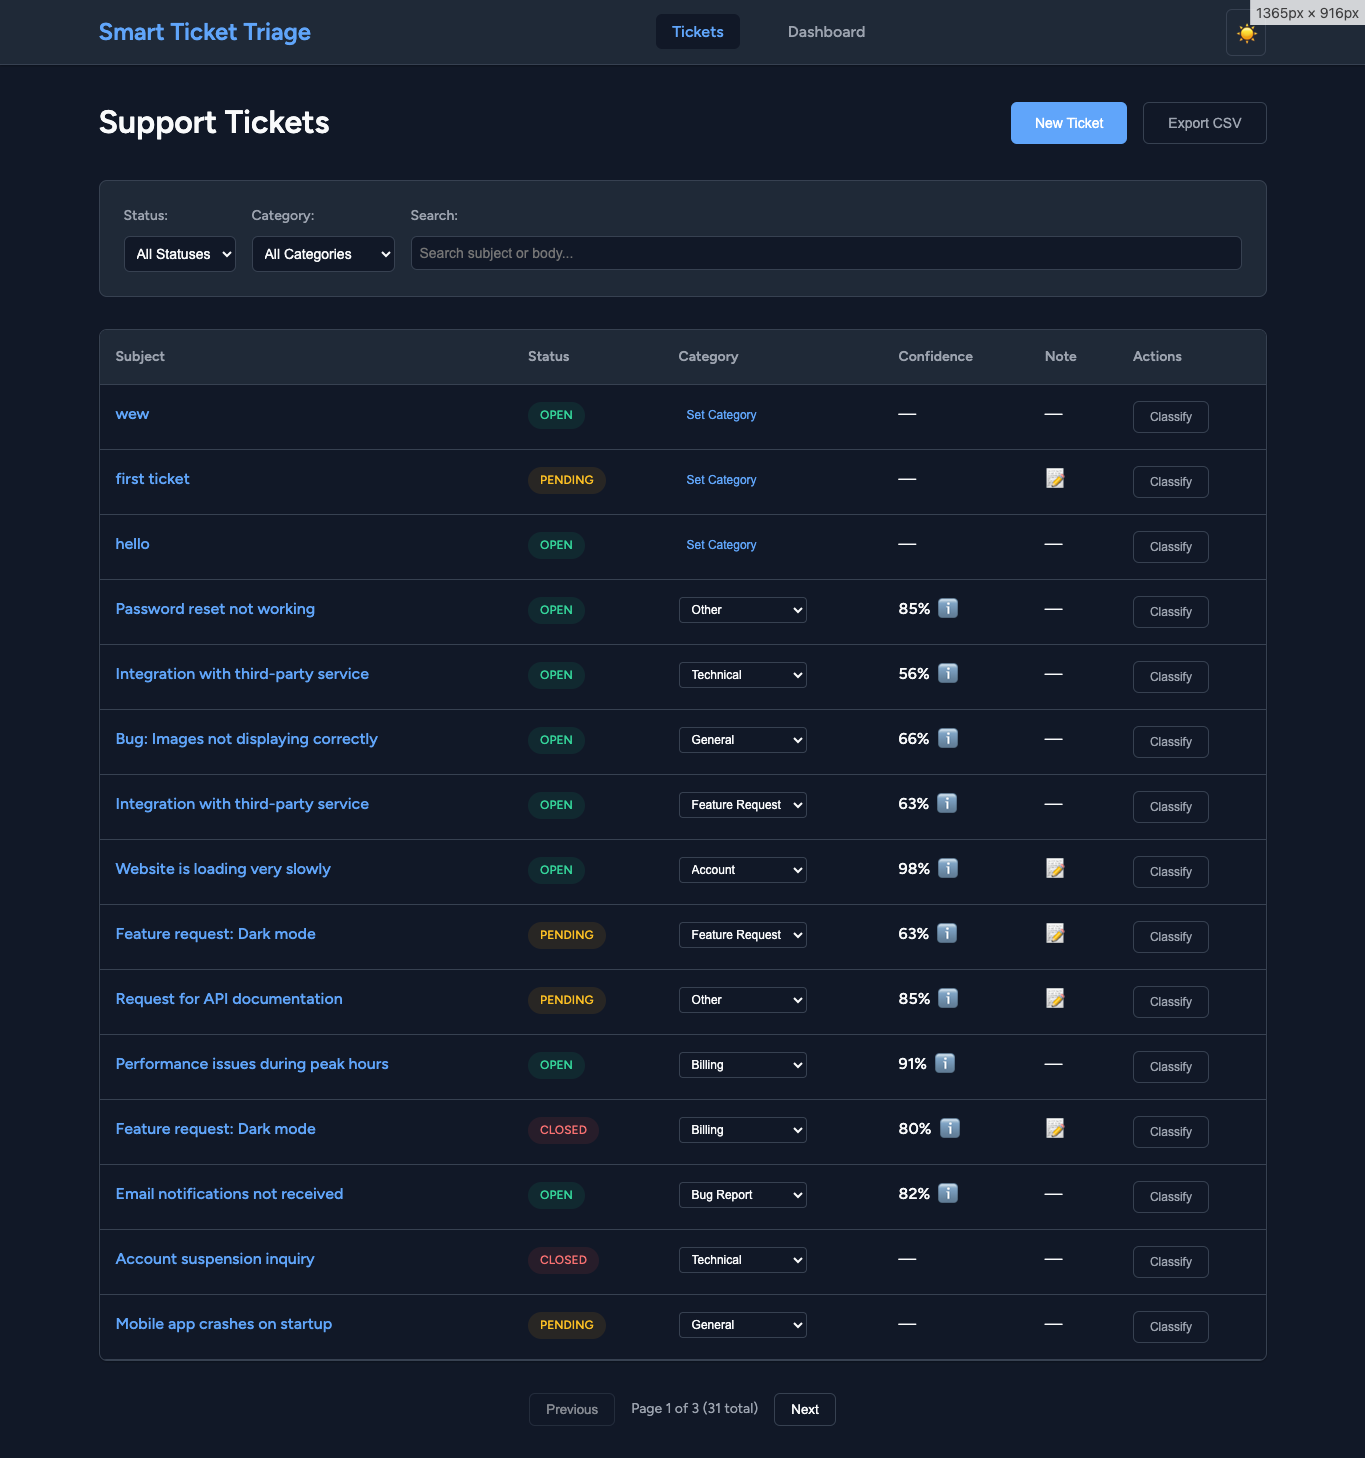 1365px × 916px
Smart Ticket Triage Tickets Dashboard
Support Tickets New Ticket Export CSV
Status: Category: Search:
All Statuses All Categories Search subject or body...
Subject Status Category Confidence Note Actions
wew OPEN Set Category — — Classify
first ticket PENDING Set Category — Classify
hello OPEN Set Category — — Classify
Password reset not working OPEN Other 85% — Classify
Integration with third-party service OPEN Technical 56% — Classify
Bug: Images not displaying correctly OPEN General 66% — Classify
Integration with third-party service OPEN Feature Request 63% — Classify
Website is loading very slowly OPEN Account 98% Classify
Feature request: Dark mode PENDING Feature Request 63% Classify
Request for API documentation PENDING Other 85% Classify
Performance issues during peak hours OPEN Billing 91% — Classify
Feature request: Dark mode CLOSED Billing 80% Classify
Email notifications not received OPEN Bug Report 82% — Classify
Account suspension inquiry CLOSED Technical — — Classify
Mobile app crashes on startup PENDING General — — Classify
Previous Page 1 of 3 (31 total) Next